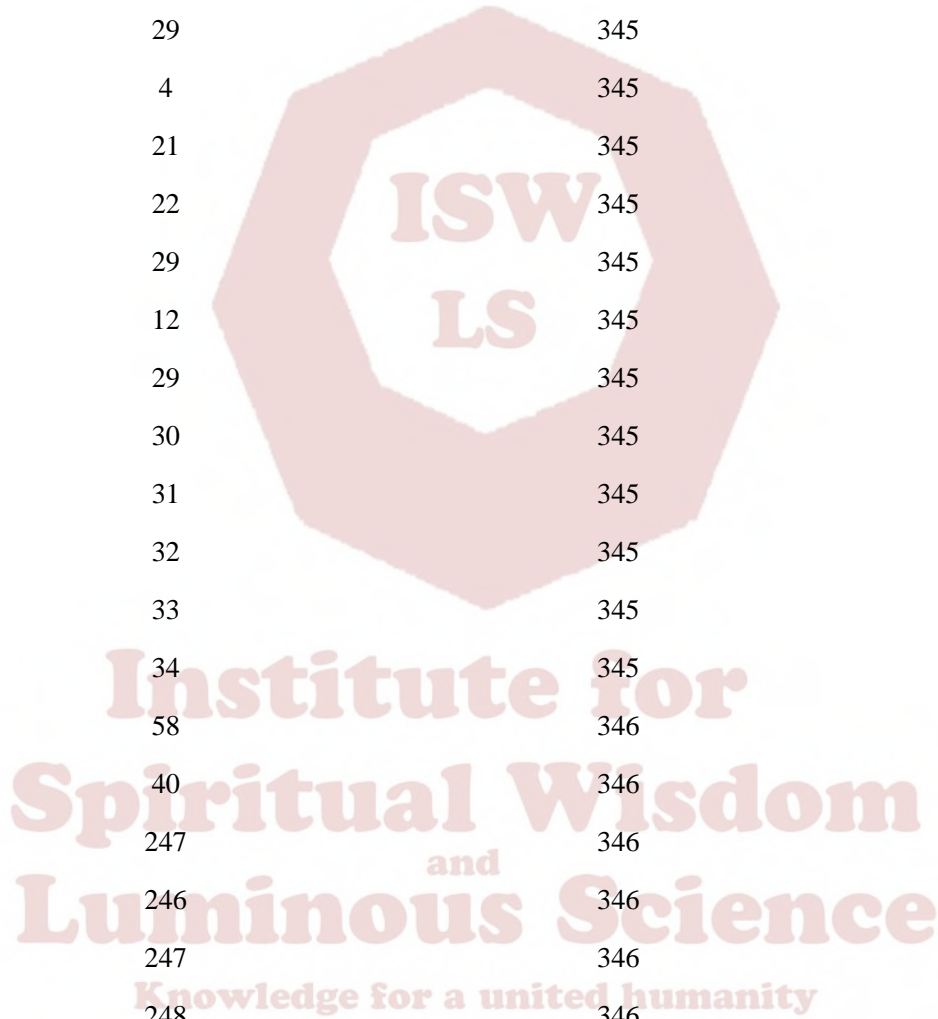 29 345
4 345
21 345
ISW
22 345
29 345
LS
12 345
29 345
30 345
31 345
32 345
33 345
Institute for
34 345
58 346
Spiritual Wisdom
40 346
247 346
and
Luminous Science
246 346
247 346
Knowledge for a united humanity
248 346